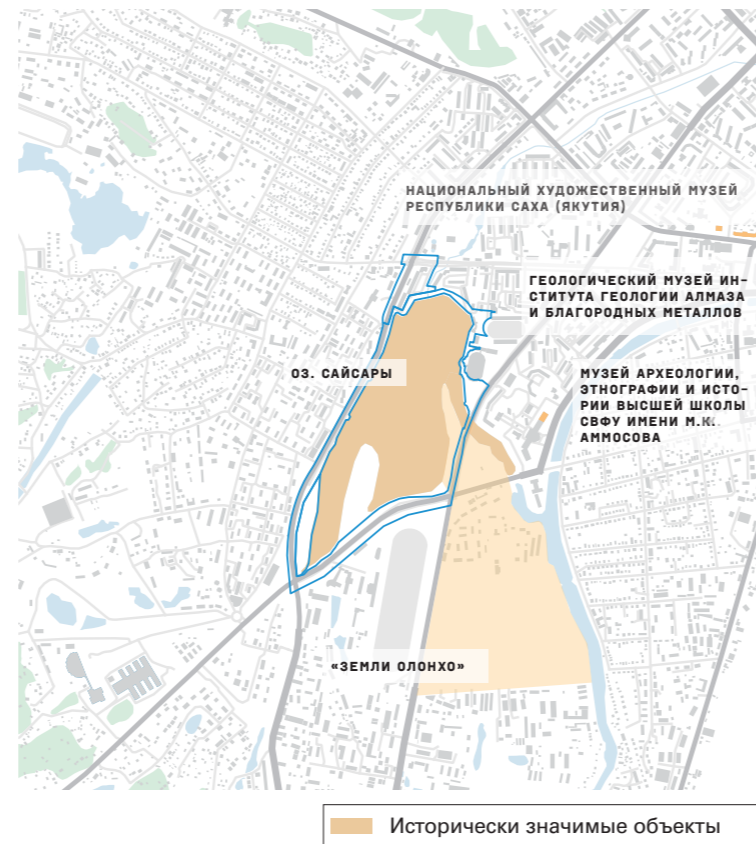 НАЦИОНАЛЬНЫЙ ХУДОЖЕСТВЕННЫЙ МУЗЕЙ
РЕСПУБЛИКИ САХА (ЯКУТИЯ)
ГЕОЛОГИЧЕСКИЙ МУЗЕЙ ИН-
СТИТУТА ГЕОЛОГИИ АЛМАЗА
И БЛАГОРОДНЫХ МЕТАЛЛОВ
ОЗ. САЙСАРЫ
МУЗЕЙ АРХЕОЛОГИИ,
ЭТНОГРАФИИ И ИСТО-
РИИ ВЫСШЕЙ ШКОЛЫ
СВФУ ИМЕНИ М.К.
АММОСОВА
«ЗЕМЛИ ОЛОНХО»
Исторически значимые объекты